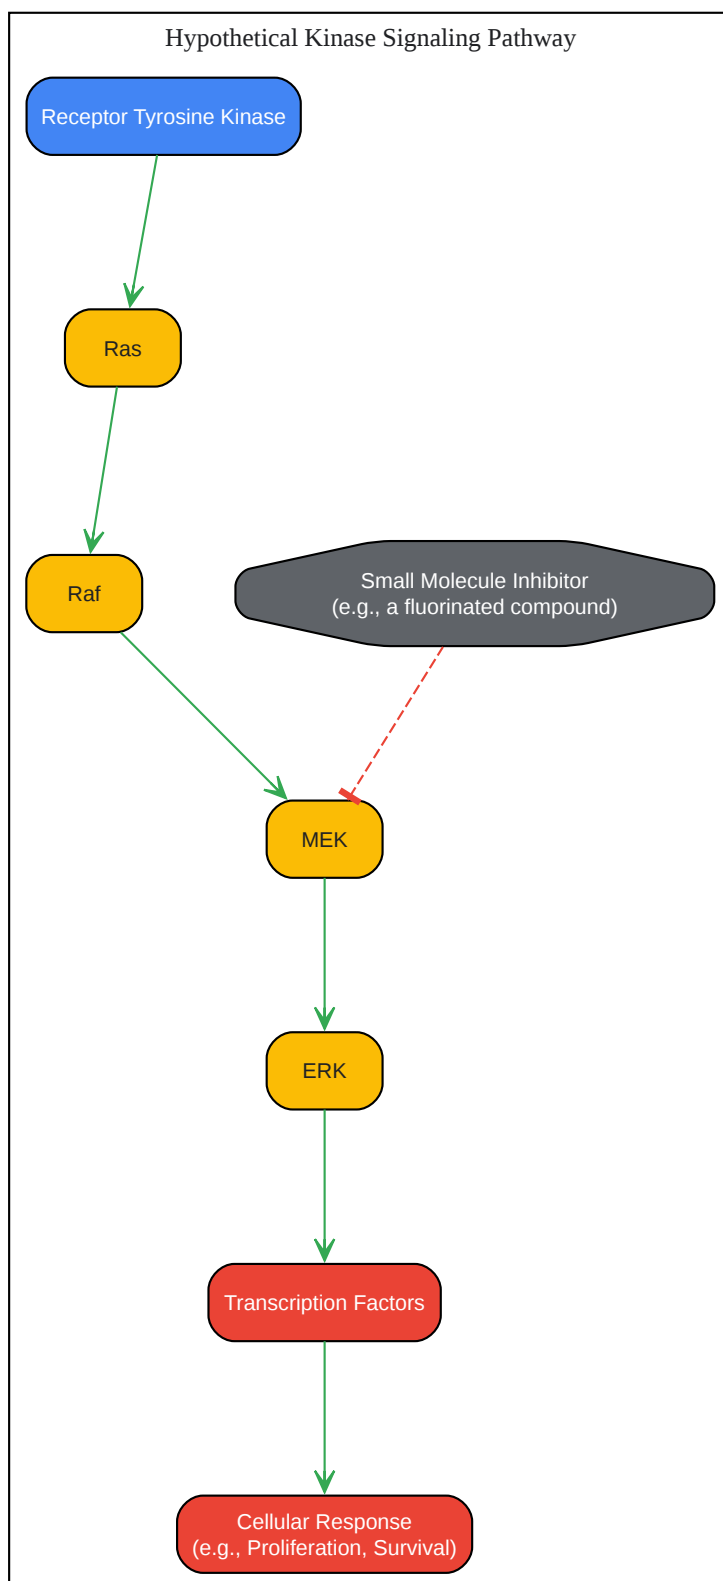 Hypothetical Kinase Signaling Pathway
Receptor Tyrosine Kinase
Ras
Raf
Small Molecule Inhibitor
(e.g., a fluorinated compound)
MEK
ERK
Transcription Factors
Cellular Response
(e.g., Proliferation, Survival)